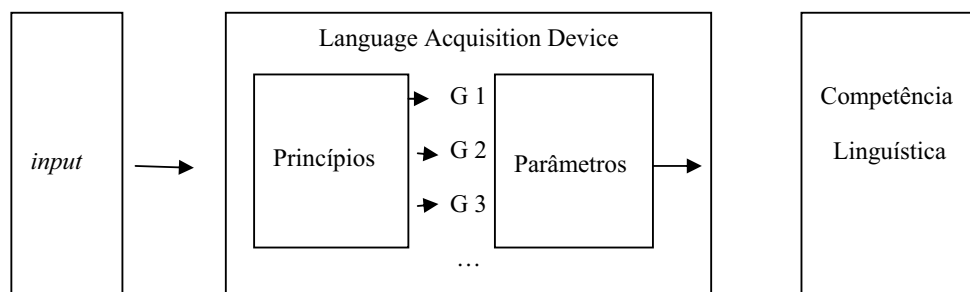 Language Acquisition Device
input
Princípios
G 1
G 2
G 3
…
Parâmetros
Competência
Linguística